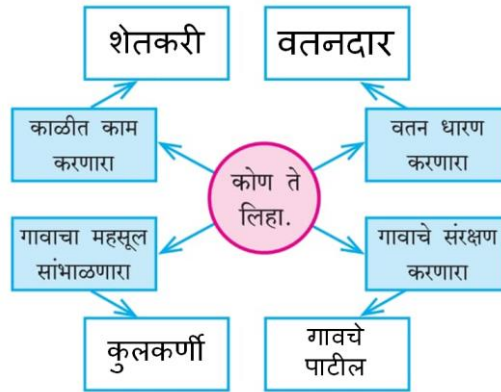 शेतकरी
वतनदार
काळीत काम
करणारा
वतन धारण
करणारा
कोण ते
लिहा.
गावाचा महसूल
सांभाळणारा
गावाचे संरक्षण
करणारा
कुलकर्णी
गावचे
पाटील